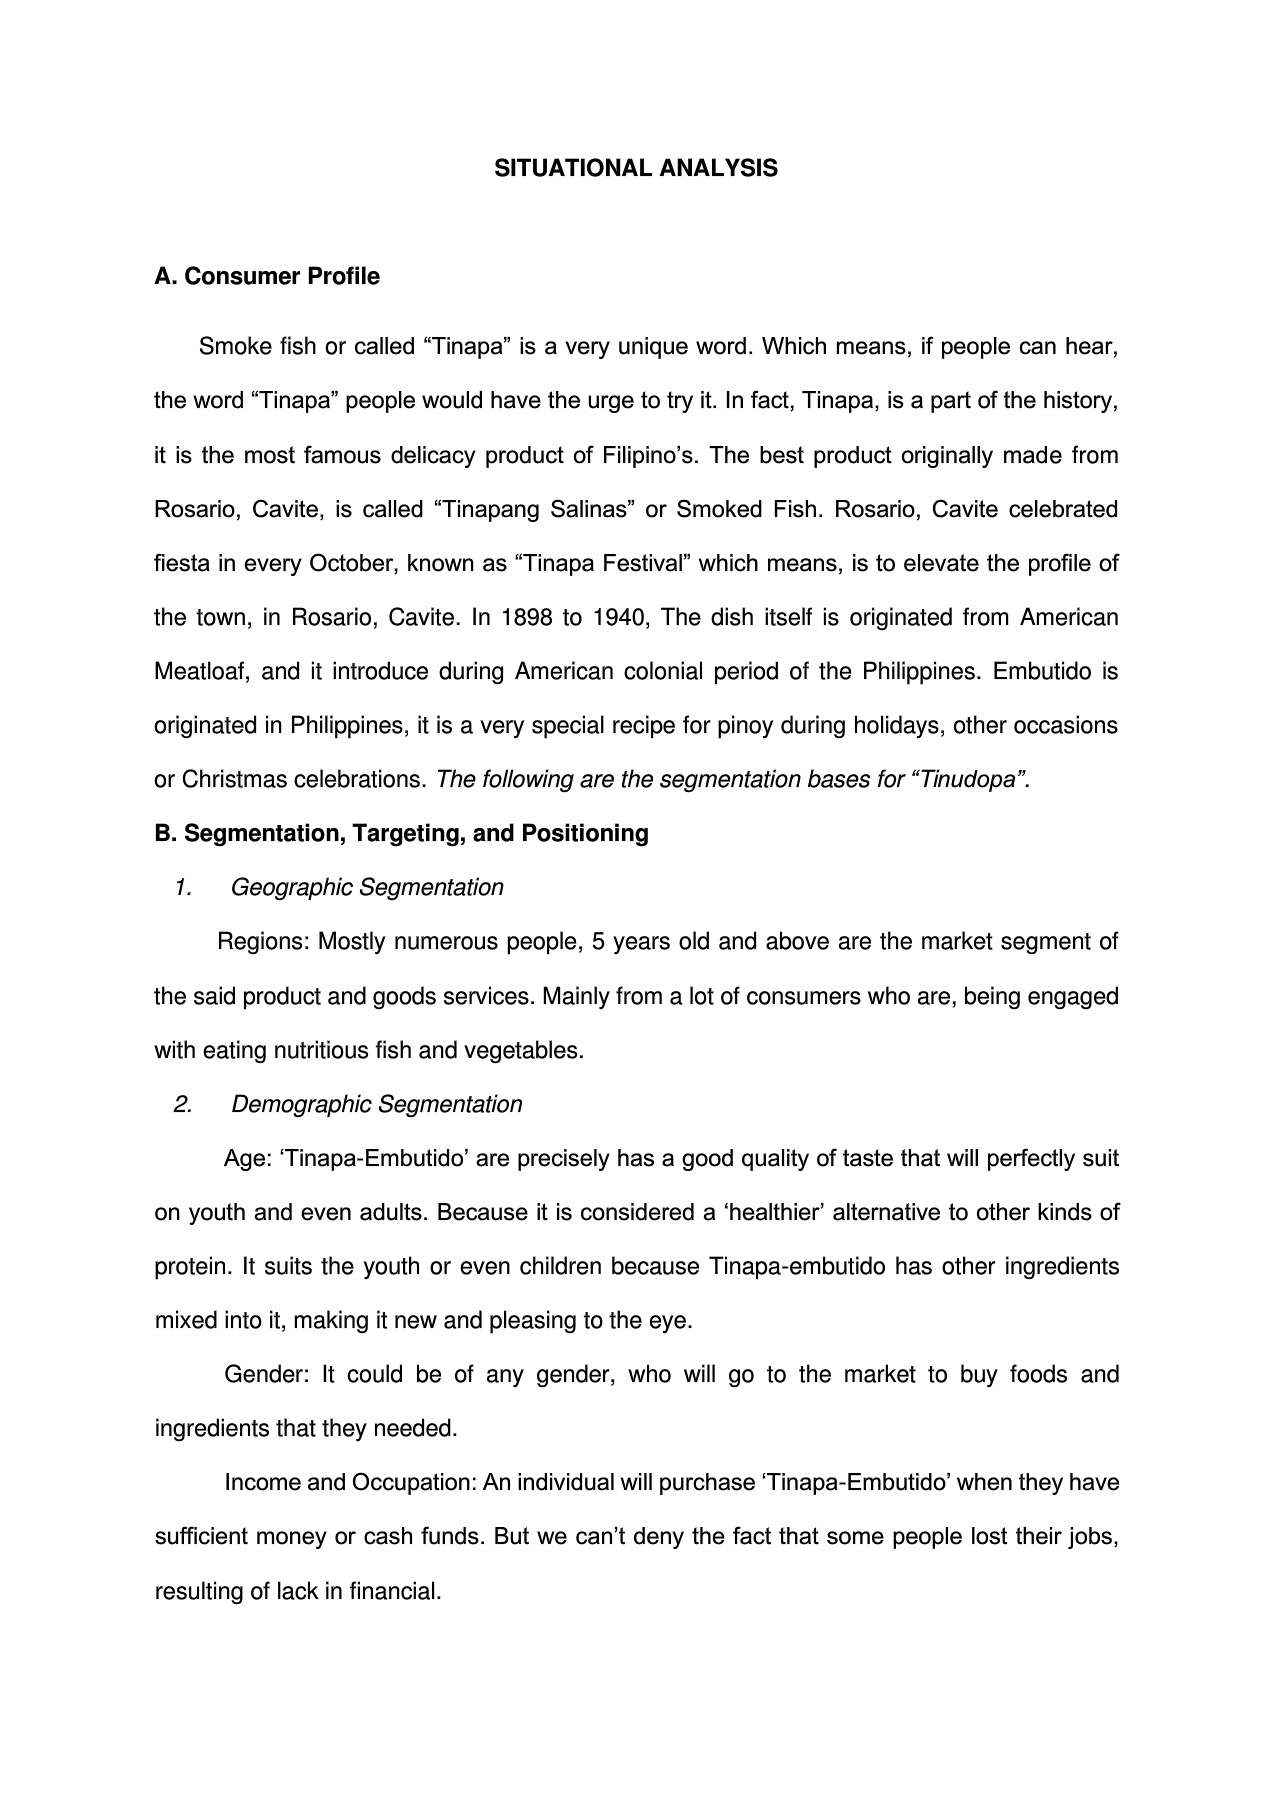 SITUATIONAL ANALYSIS
A. Consumer Profile
Smoke fish or called “Tinapa” is a very unique word. Which means, if people can hear,
the word “Tinapa” people would have the urge to try it. In fact, Tinapa, is a part of the history,
it is the most famous delicacy product of Filipino’s. The best product originally made from
Rosario, Cavite, is called “Tinapang Salinas” or Smoked Fish. Rosario, Cavite celebrated
fiesta in every October, known as “Tinapa Festival” which means, is to elevate the profile of
the town, in Rosario, Cavite. In 1898 to 1940, The dish itself is originated from American
Meatloaf, and it introduce during American colonial period of the Philippines. Embutido is
originated in Philippines, it is a very special recipe for pinoy during holidays, other occasions
or Christmas celebrations. The following are the segmentation bases for “Tinudopa”.
B. Segmentation, Targeting, and Positioning
1. Geographic Segmentation
Regions: Mostly numerous people, 5 years old and above are the market segment of
the said product and goods services. Mainly from a lot of consumers who are, being engaged
with eating nutritious fish and vegetables.
2. Demographic Segmentation
Age: ‘Tinapa-Embutido’ are precisely has a good quality of taste that will perfectly suit
on youth and even adults. Because it is considered a ‘healthier’ alternative to other kinds of
protein. It suits the youth or even children because Tinapa-embutido has other ingredients
mixed into it, making it new and pleasing to the eye.
Gender: It could be of any gender, who will go to the market to buy foods and
ingredients that they needed.
Income and Occupation: An individual will purchase ‘Tinapa-Embutido’ when they have
sufficient money or cash funds. But we can’t deny the fact that some people lost their jobs,
resulting of lack in financial.